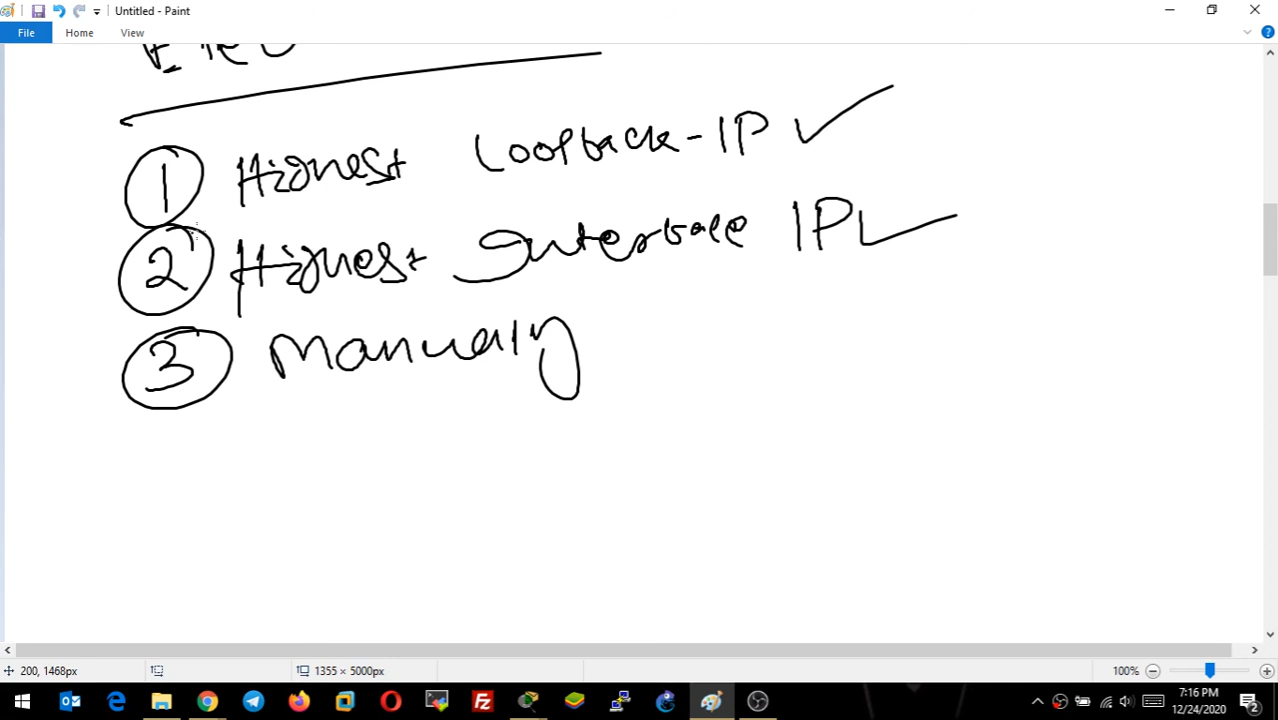 Untitled - Paint
File Home View
1 Highest Loopback-IP
2 Highest Interface IP
3 Manually
200, 1468px
1355 × 5000px
100%
7:16 PM
12/24/2020
2